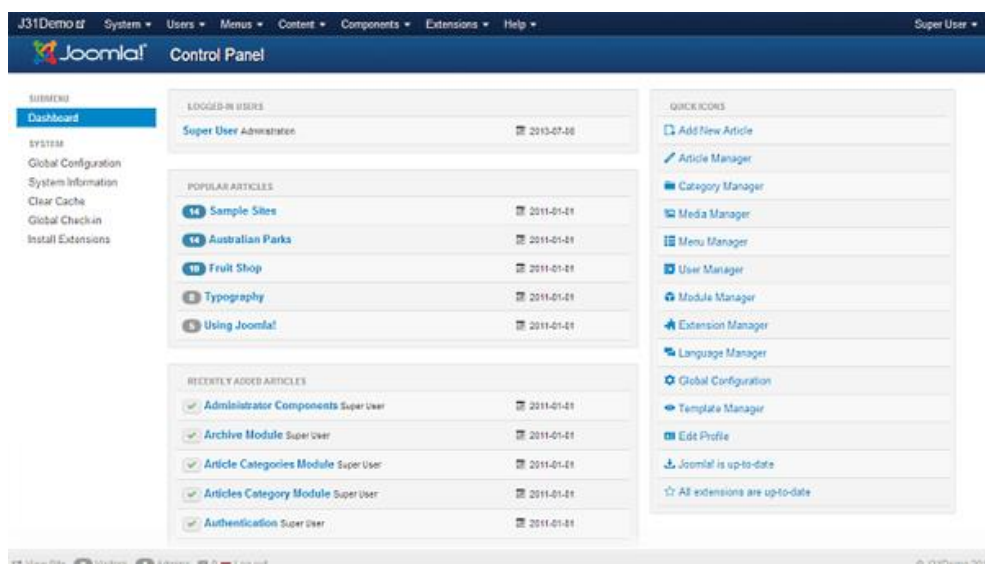 J31Demo System Users Menus Content Components Extensions Help Super User
Joomla! Control Panel
SUBMENU
Dashboard
SYSTEM
Global Configuration
System Information
Clear Cache
Global Check-in
Install Extensions
LOGGED-IN USERS
Super User Administration
POPULAR ARTICLES
14 Sample Sites 2011-01-01
14 Australian Parks 2011-01-01
10 Fruit Shop 2011-01-01
Typography 2011-01-01
5 Using Joomla! 2011-01-01
RECENTLY ADDED ARTICLES
Administrator Components Super User 2011-01-01
Archive Module Super User 2011-01-01
Article Categories Module Super User 2011-01-01
Articles Category Module Super User 2011-01-01
Authentication Super User 2011-01-01
QUICK ICONS
Add New Article
Article Manager
Category Manager
Media Manager
Menu Manager
User Manager
Module Manager
Extension Manager
Language Manager
Global Configuration
Template Manager
Edit Profile
Joomla! is up-to-date
All extensions are up-to-date